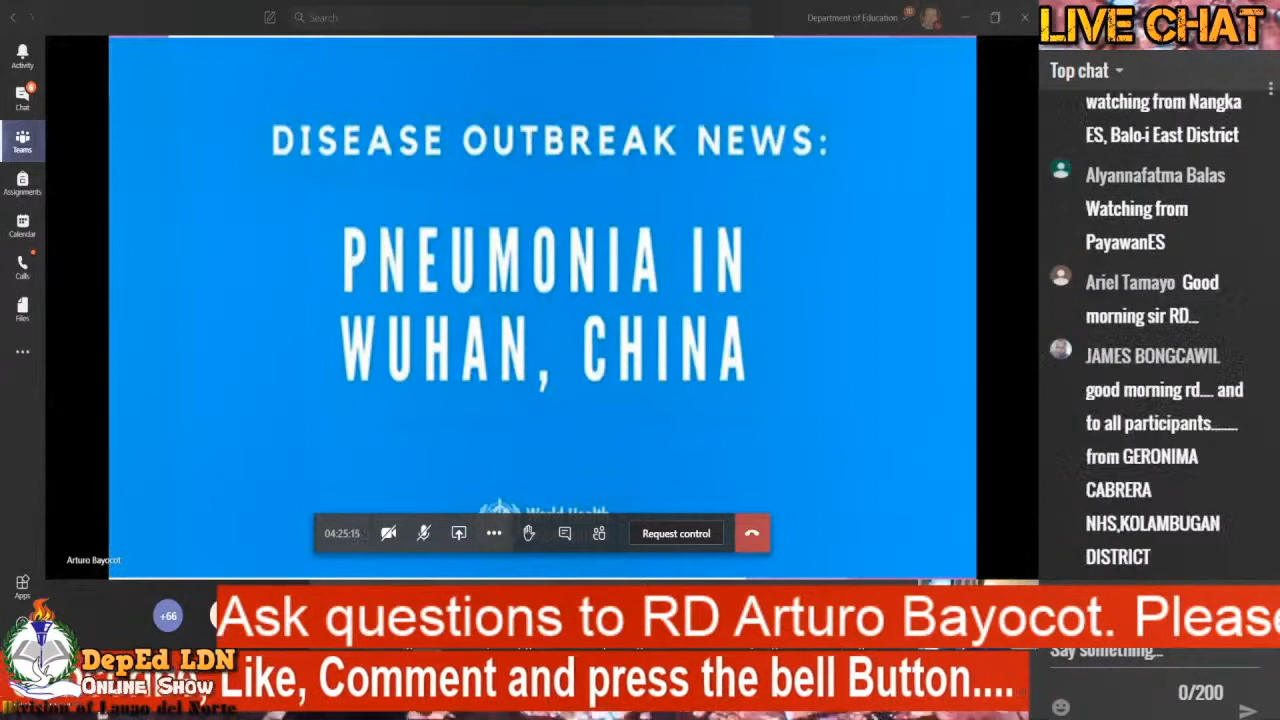 Search
Department of Education
LIVE CHAT
Activity
Chat
Teams
Assignments
Calendar
Calls
Files
Apps
DISEASE OUTBREAK NEWS:
PNEUMONIA IN
WUHAN, CHINA
World Health
04:25:15
Request control
Arturo Bayocot
+66
Top chat
watching from Nangka
ES, Balo-i East District
Alyannafatma Balas
Watching from
PayawanES
Ariel Tamayo Good
morning sir RD...
JAMES BONGCAWIL
good morning rd.... and
to all participants........
from GERONIMA
CABRERA
NHS,KOLAMBUGAN
DISTRICT
Say something...
0/200
Ask questions to RD Arturo Bayocot. Please
Like, Comment and press the bell Button....
DepEd LDN
Online Show
Division of Lanao del Norte